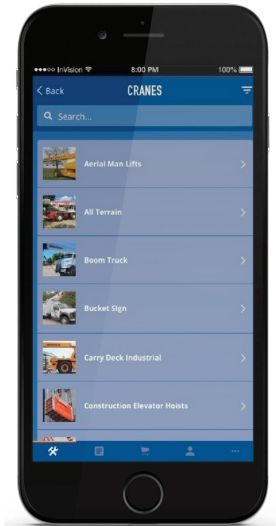 InVision 8:00 PM 100%
Back CRANES
Search...
Aerial Man Lifts
All Terrain
Boom Truck
Bucket Sign
Carry Deck Industrial
Construction Elevator Hoists